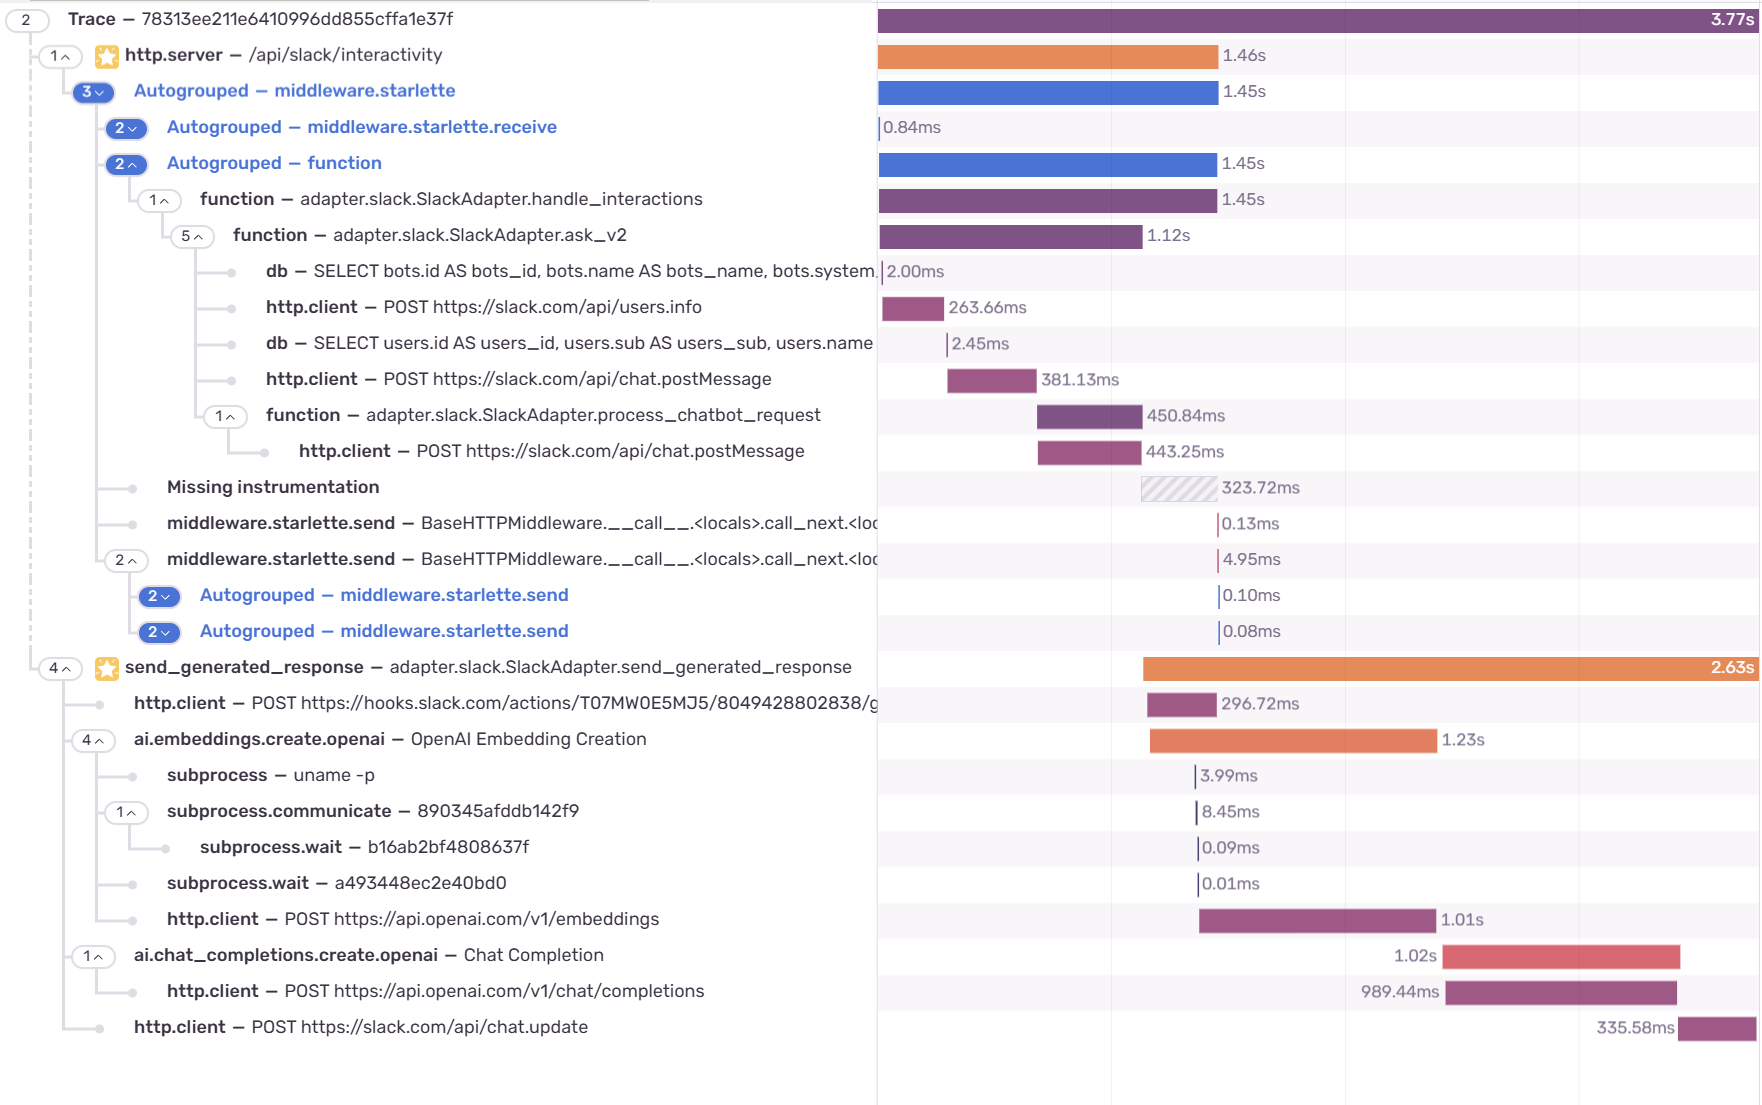 2 Trace — 78313ee211e6410996dd855cffa1e37f 3.77s
1 http.server — /api/slack/interactivity 1.46s
3 Autogrouped — middleware.starlette 1.45s
2 Autogrouped — middleware.starlette.receive 0.84ms
2 Autogrouped — function 1.45s
1 function — adapter.slack.SlackAdapter.handle_interactions 1.45s
5 function — adapter.slack.SlackAdapter.ask_v2 1.12s
db — SELECT bots.id AS bots_id, bots.name AS bots_name, bots.system. 2.00ms
http.client — POST https://slack.com/api/users.info 263.66ms
db — SELECT users.id AS users_id, users.sub AS users_sub, users.name 2.45ms
http.client — POST https://slack.com/api/chat.postMessage 381.13ms
1 function — adapter.slack.SlackAdapter.process_chatbot_request 450.84ms
http.client — POST https://slack.com/api/chat.postMessage 443.25ms
Missing instrumentation 323.72ms
middleware.starlette.send — BaseHTTPMiddleware.__call__.<locals>.call_next.<loc 0.13ms
2 middleware.starlette.send — BaseHTTPMiddleware.__call__.<locals>.call_next.<loc 4.95ms
2 Autogrouped — middleware.starlette.send 0.10ms
2 Autogrouped — middleware.starlette.send 0.08ms
4 send_generated_response — adapter.slack.SlackAdapter.send_generated_response 2.63s
http.client — POST https://hooks.slack.com/actions/T07MW0E5MJ5/8049428802838/g 296.72ms
4 ai.embeddings.create.openai — OpenAI Embedding Creation 1.23s
subprocess — uname -p 3.99ms
1 subprocess.communicate — 890345afddb142f9 8.45ms
subprocess.wait — b16ab2bf4808637f 0.09ms
subprocess.wait — a493448ec2e40bd0 0.01ms
http.client — POST https://api.openai.com/v1/embeddings 1.01s
1 ai.chat_completions.create.openai — Chat Completion 1.02s
http.client — POST https://api.openai.com/v1/chat/completions 989.44ms
http.client — POST https://slack.com/api/chat.update 335.58ms